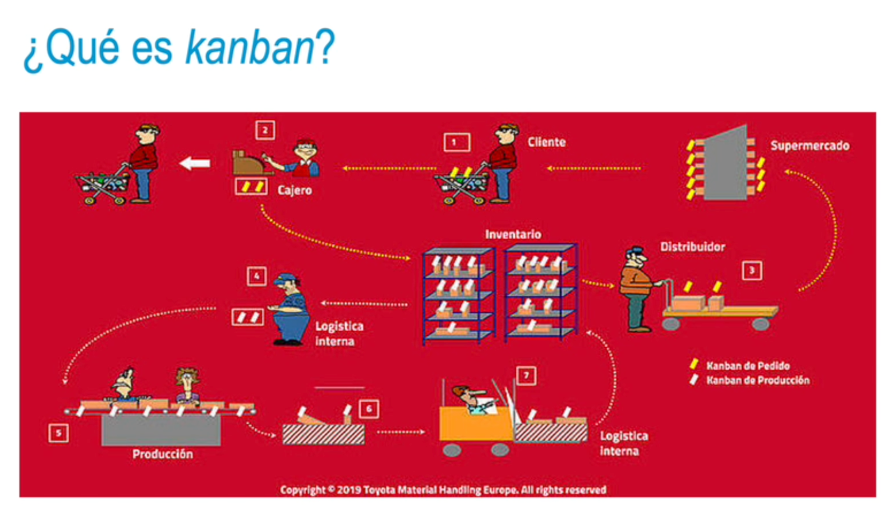 ¿Qué es kanban?
2
1
Cliente
Supermercado
Cajero
Inventario
Distribuidor
3
4
Logistica
interna
Kanban de Pedido
Kanban de Producción
7
6
5
Producción
Logistica
interna
Copyright © 2019 Toyota Material Handling Europe. All rights reserved